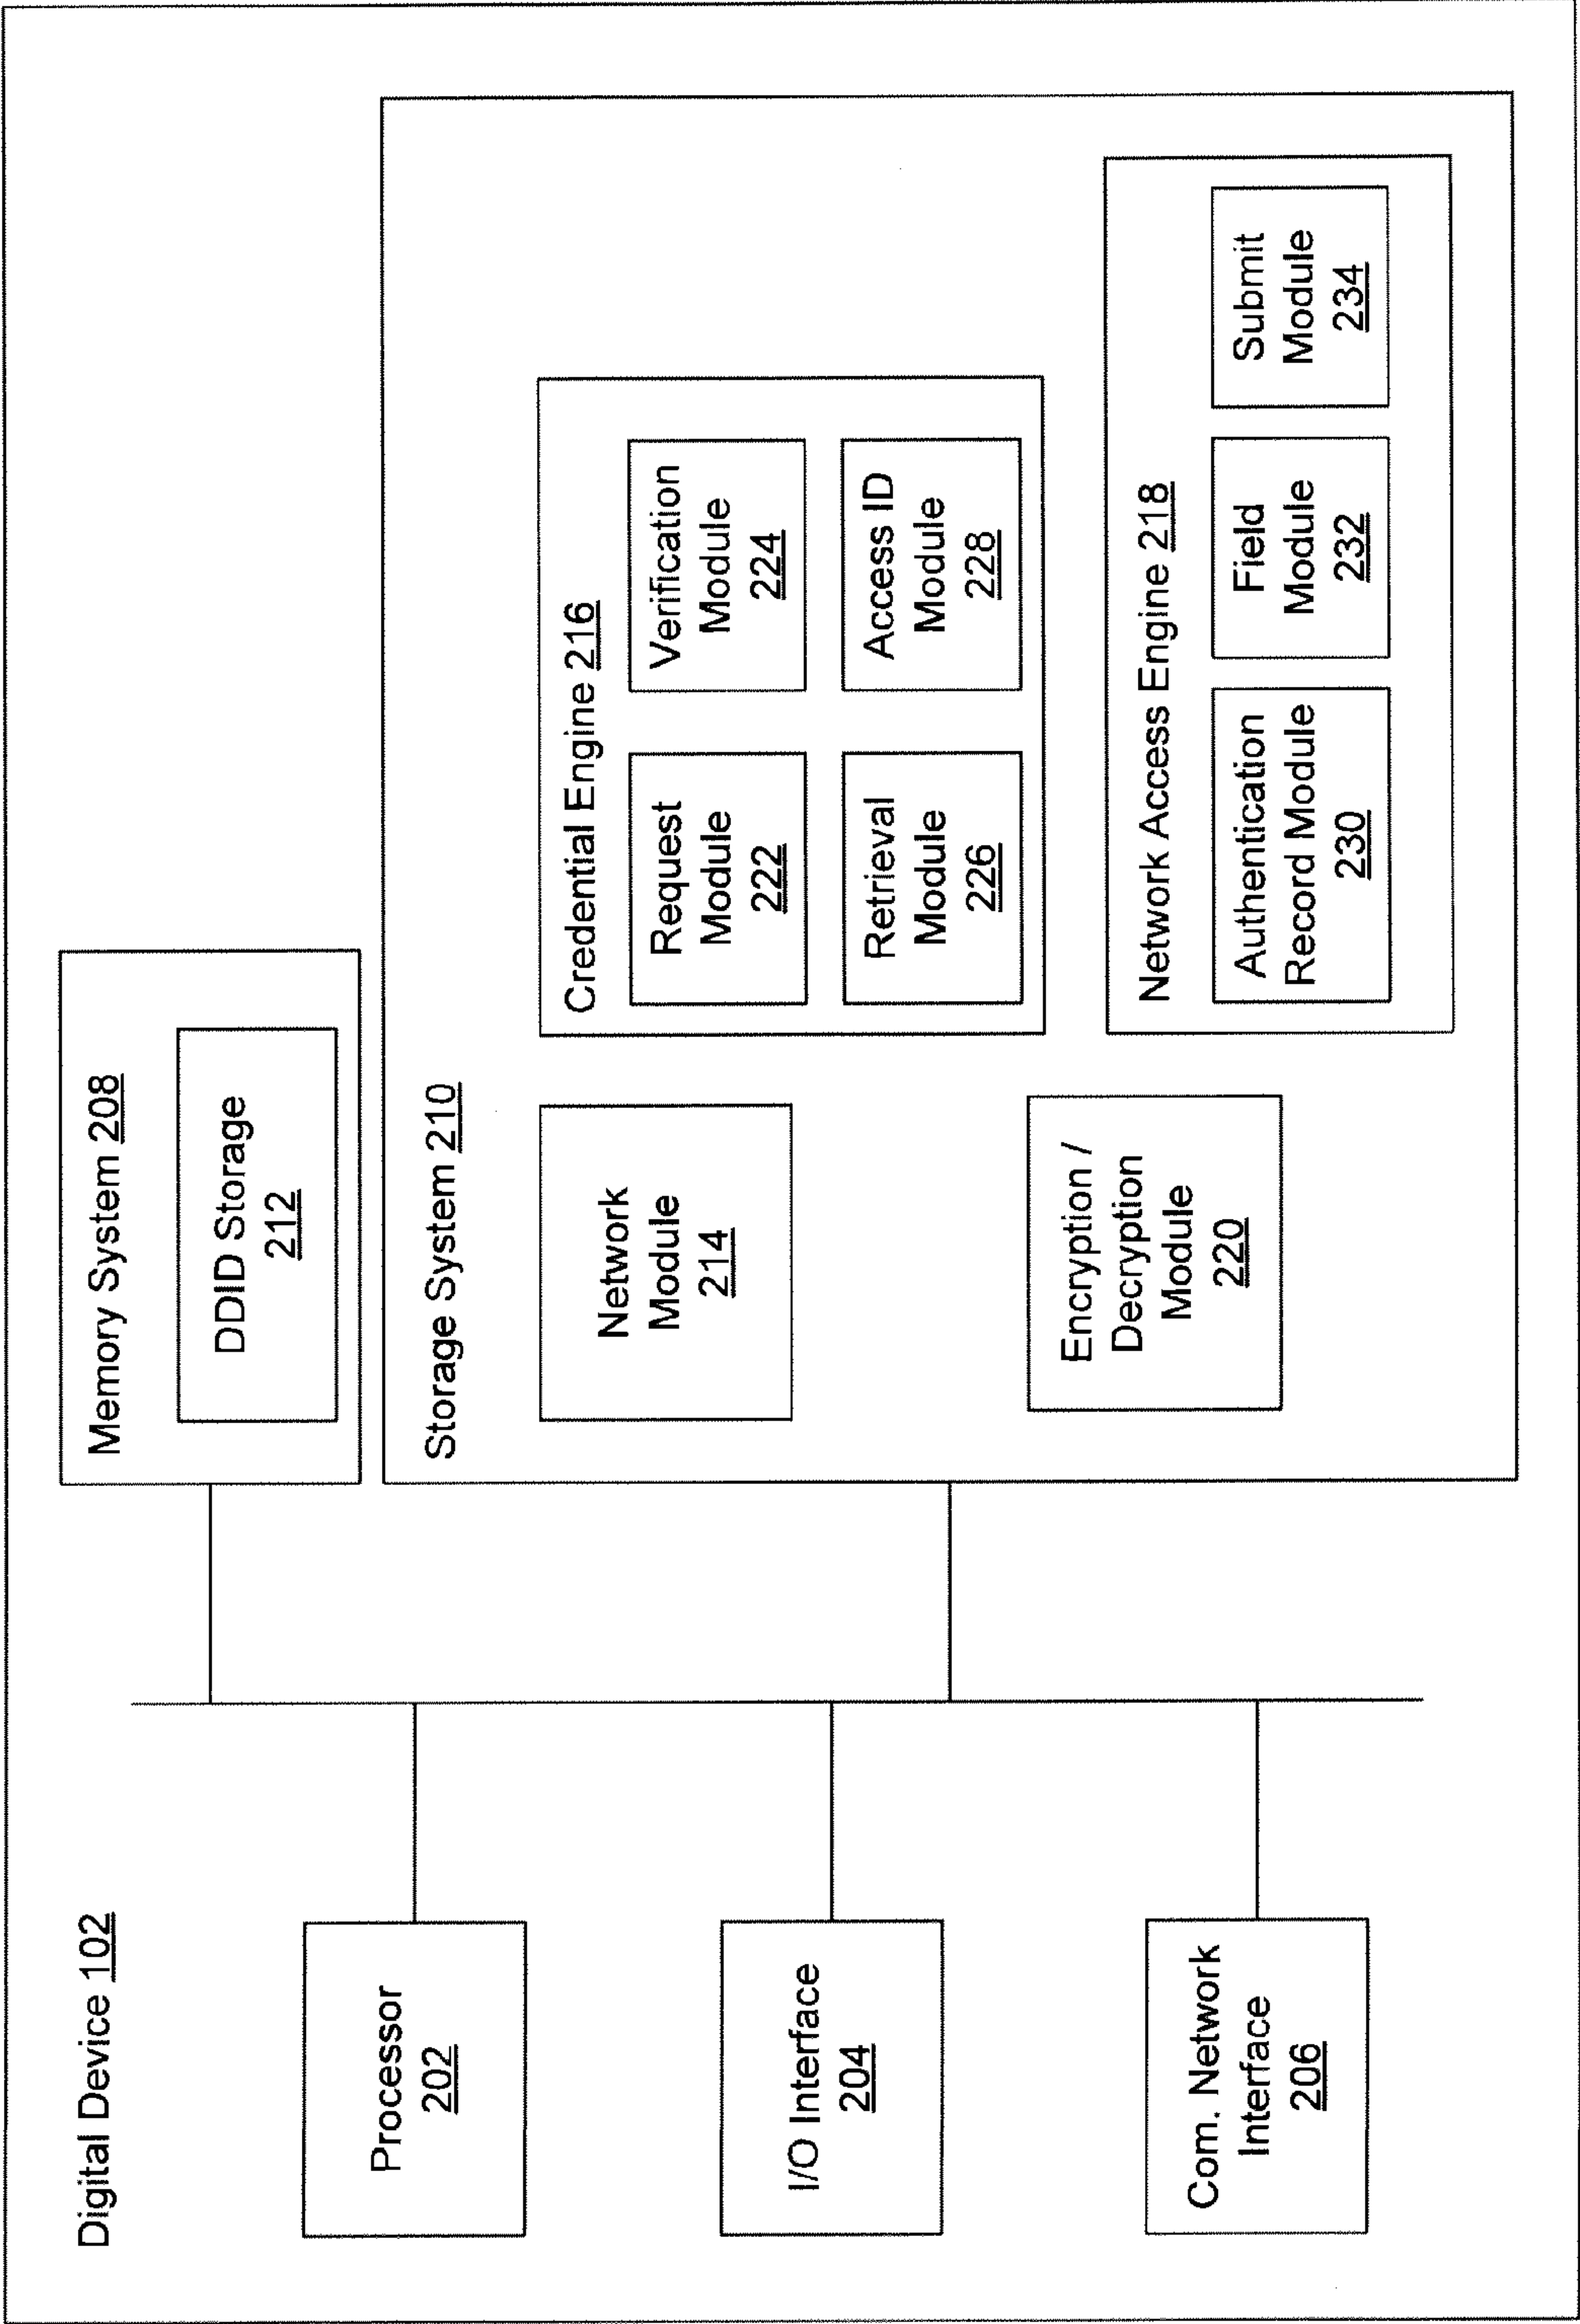 Digital Device 102
Processor
202
I/O Interface
204
Com. Network
Interface
206
Memory System 208
DDID Storage
212
Storage System 210
Network
Module
214
Encryption /
Decryption
Module
220
Credential Engine 216
Request
Module
222
Verification
Module
224
Retrieval
Module
226
Access ID
Module
228
Network Access Engine 218
Authentication
Record Module
230
Field
Module
232
Submit
Module
234